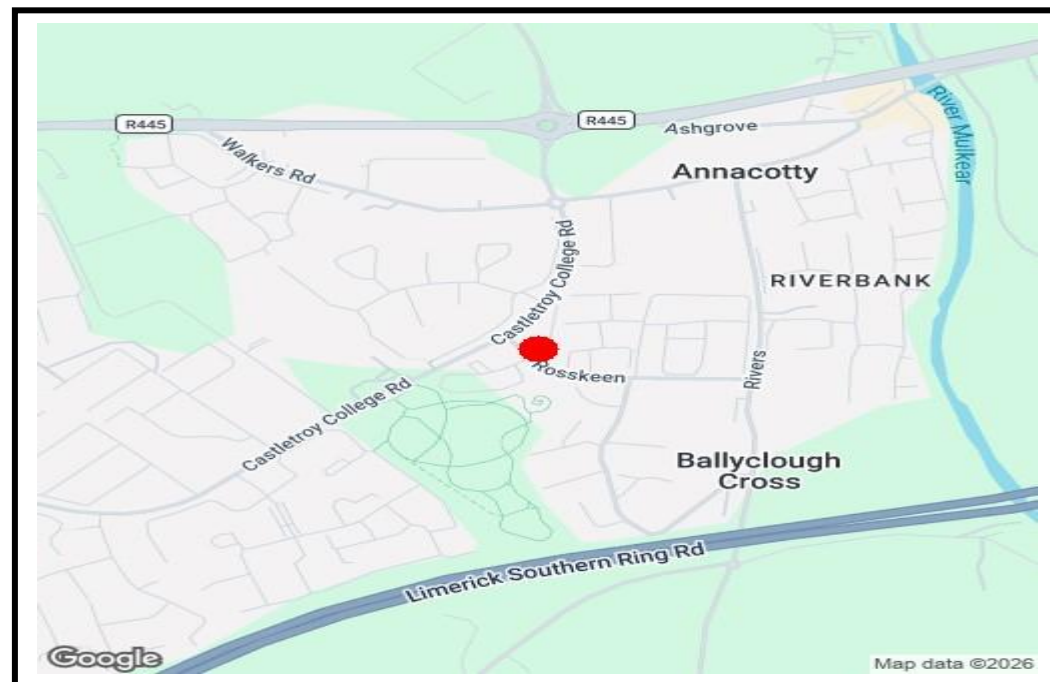 R445
R445
Ashgrove
River Mulkear
Walkers Rd
Annacotty
Castletroy College Rd
RIVERBANK
Rosskeen
Rivers
Castletroy College Rd
Ballyclough
Cross
Limerick Southern Ring Rd
Google
Map data ©2026